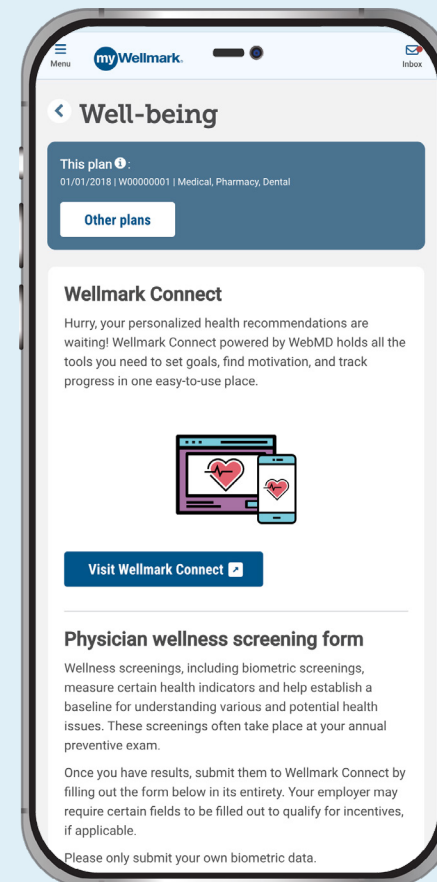 Menu
myWellmark.
Inbox
Well-being
This plan i:
01/01/2018 | W00000001 | Medical, Pharmacy, Dental
Other plans
Wellmark Connect
Hurry, your personalized health recommendations are
waiting! Wellmark Connect powered by WebMD holds all the
tools you need to set goals, find motivation, and track
progress in one easy-to-use place.
Visit Wellmark Connect
Physician wellness screening form
Wellness screenings, including biometric screenings,
measure certain health indicators and help establish a
baseline for understanding various and potential health
issues. These screenings often take place at your annual
preventive exam.
Once you have results, submit them to Wellmark Connect by
filling out the form below in its entirety. Your employer may
require certain fields to be filled out to qualify for incentives,
if applicable.
Please only submit your own biometric data.